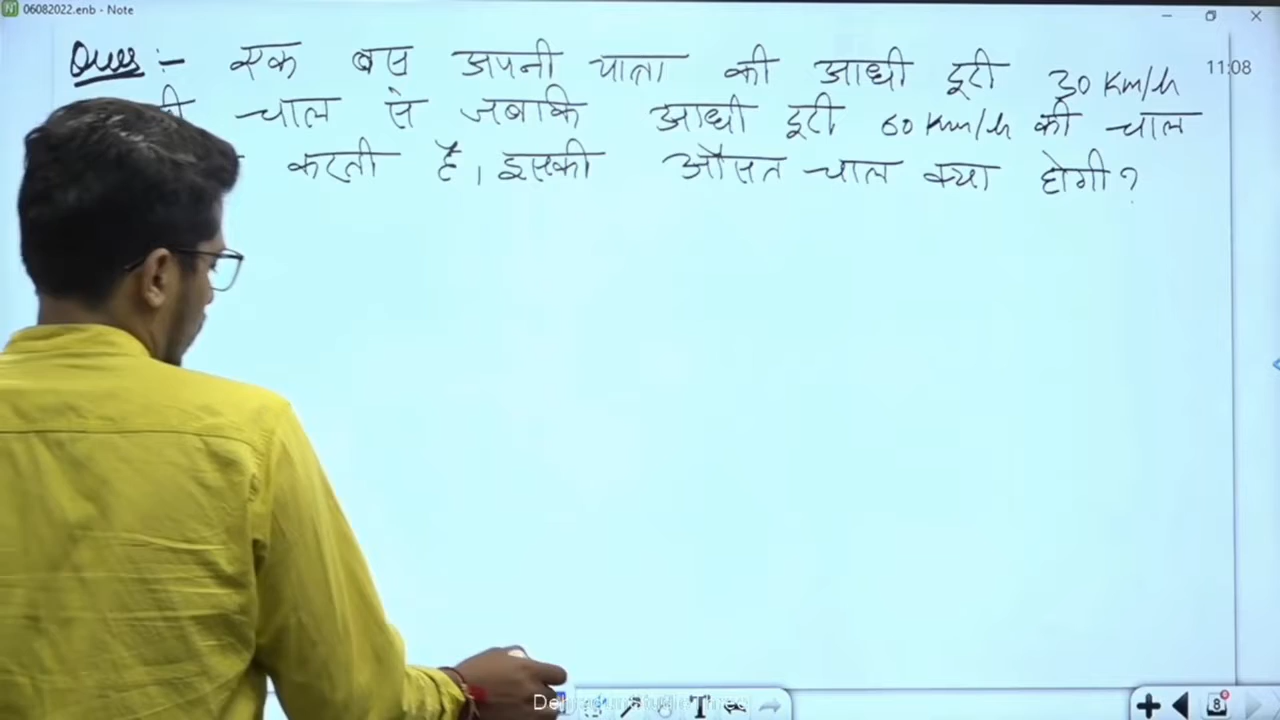 06082022.enb - Note
Ques :- एक बस अपनी यात्रा की आधी दूरी 30 Km/h
11:08
की चाल से जबकि आधी दूरी 60 Km/h की चाल
करती है, इसकी औसत चाल क्या होगी?
T
8